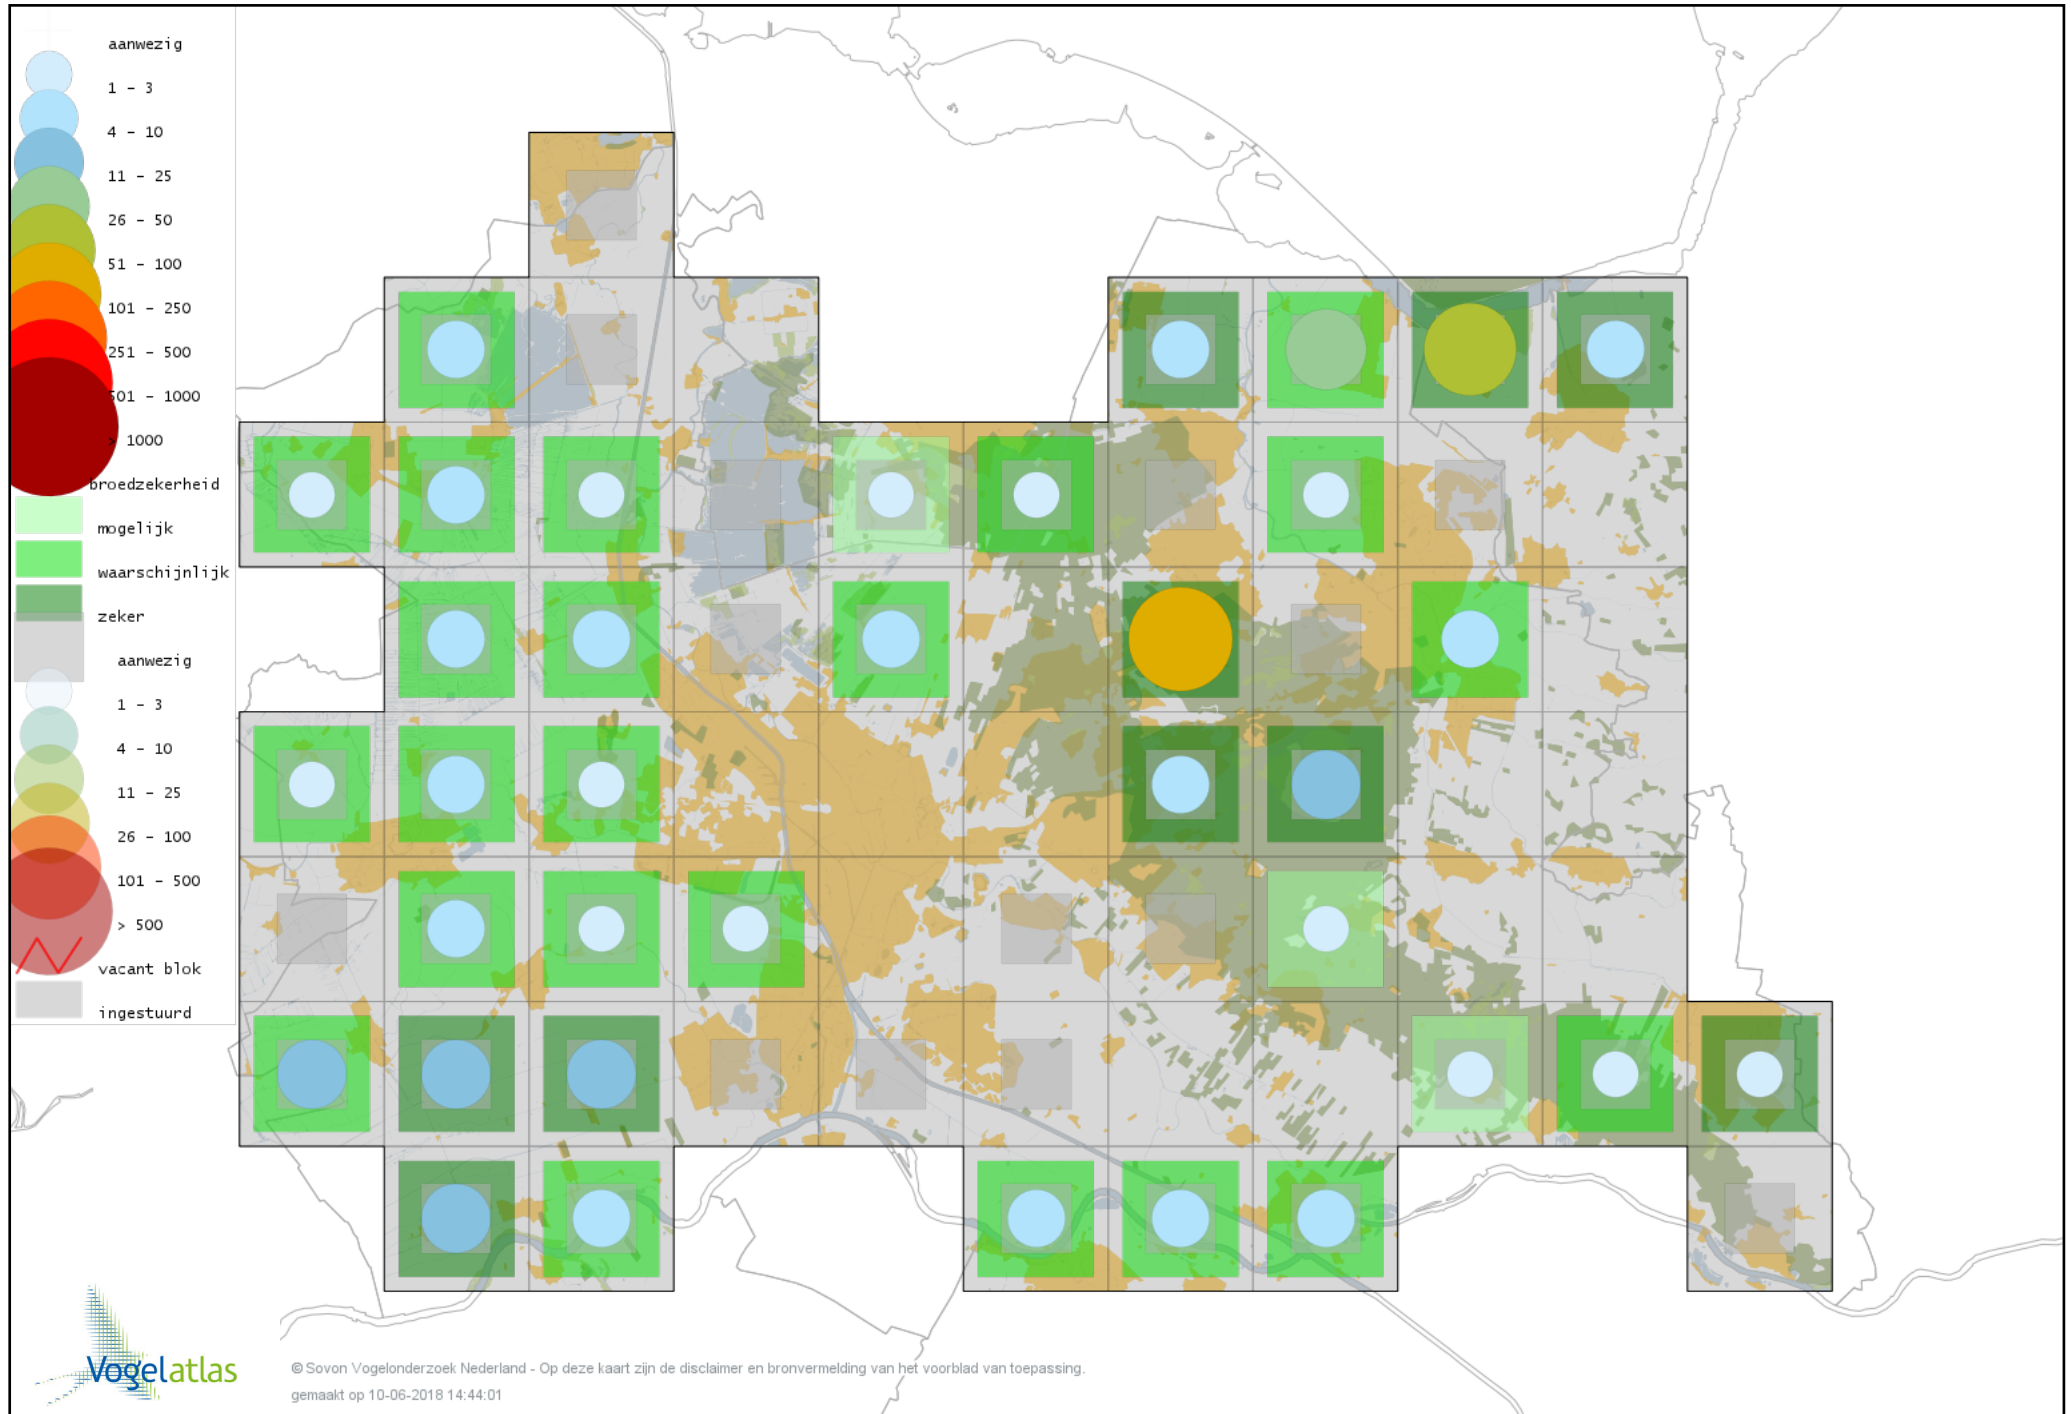 aanwezig
1 - 3
4 - 10
11 - 25
26 - 50
51 - 100
101 - 250
251 - 500
501 - 1000
> 1000
broedzekerheid
mogelijk
waarschijnlijk
zeker
aanwezig
1 - 3
4 - 10
11 - 25
26 - 100
101 - 500
> 500
vacant blok
ingestuurd
Vogelatlas
© Sovon Vogelonderzoek Nederland - Op deze kaart zijn de disclaimer en bronvermelding van het voorblad van toepassing.
gemaakt op 10-06-2018 14:44:01